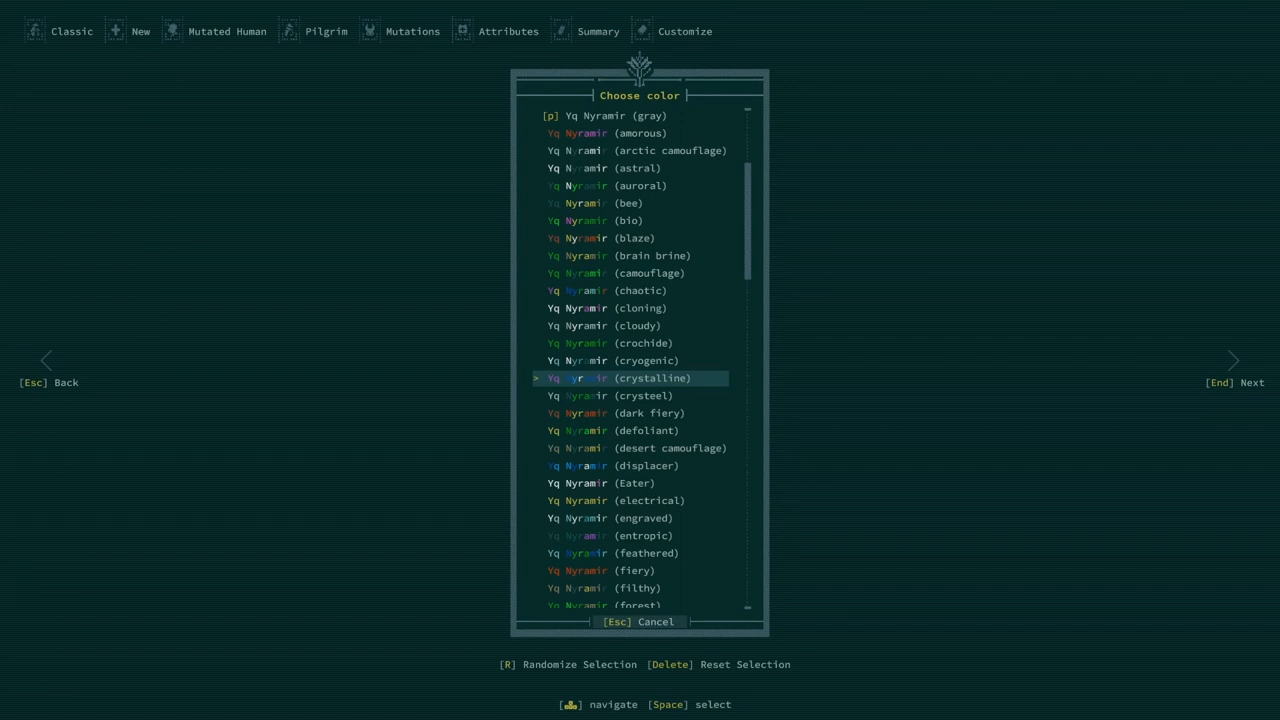 Classic New Mutated Human Pilgrim Mutations Attributes Summary Customize
Choose color
[p] Yq Nyramir (gray)
Yq Nyramir (amorous)
Yq Nyramir (arctic camouflage)
Yq Nyramir (astral)
Yq Nyramir (auroral)
Yq Nyramir (bee)
Yq Nyramir (bio)
Yq Nyramir (blaze)
Yq Nyramir (brain brine)
Yq Nyramir (camouflage)
Yq Nyramir (chaotic)
Yq Nyramir (cloning)
Yq Nyramir (cloudy)
Yq Nyramir (crochide)
Yq Nyramir (cryogenic)
> Yq Nyramir (crystalline)
Yq Nyramir (crysteel)
Yq Nyramir (dark fiery)
Yq Nyramir (defoliant)
Yq Nyramir (desert camouflage)
Yq Nyramir (displacer)
Yq Nyramir (Eater)
Yq Nyramir (electrical)
Yq Nyramir (engraved)
Yq Nyramir (entropic)
Yq Nyramir (feathered)
Yq Nyramir (fiery)
Yq Nyramir (filthy)
Yq Nyramir (forest)
[Esc] Back
[End] Next
[Esc] Cancel
[R] Randomize Selection [Delete] Reset Selection
navigate [Space] select